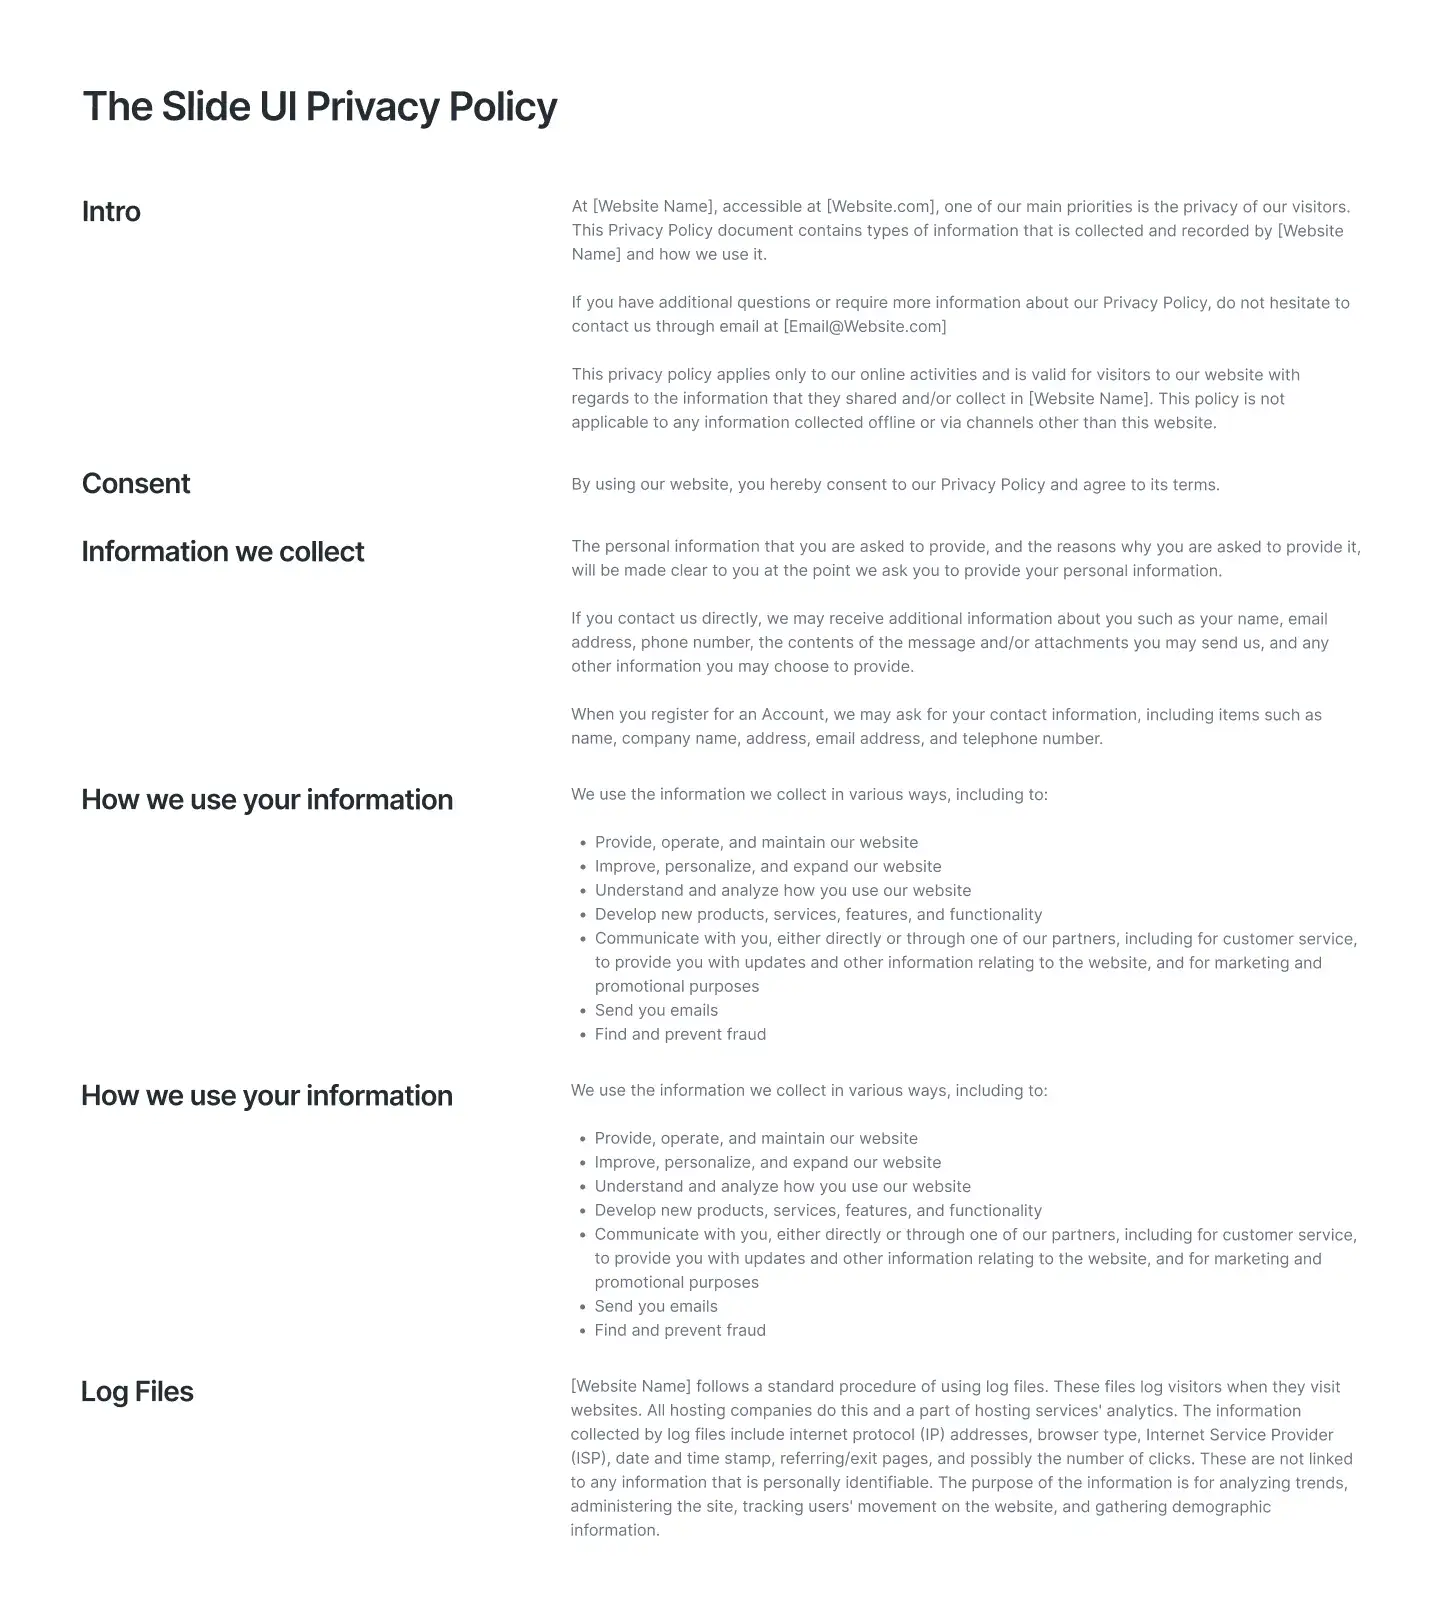 The Slide UI Privacy Policy
Intro
At [Website Name], accessible at [Website.com], one of our main priorities is the privacy of our visitors.
This Privacy Policy document contains types of information that is collected and recorded by [Website
Name] and how we use it.
If you have additional questions or require more information about our Privacy Policy, do not hesitate to
contact us through email at [Email@Website.com]
This privacy policy applies only to our online activities and is valid for visitors to our website with
regards to the information that they shared and/or collect in [Website Name]. This policy is not
applicable to any information collected offline or via channels other than this website.
Consent
By using our website, you hereby consent to our Privacy Policy and agree to its terms.
Information we collect
The personal information that you are asked to provide, and the reasons why you are asked to provide it,
will be made clear to you at the point we ask you to provide your personal information.
If you contact us directly, we may receive additional information about you such as your name, email
address, phone number, the contents of the message and/or attachments you may send us, and any
other information you may choose to provide.
When you register for an Account, we may ask for your contact information, including items such as
name, company name, address, email address, and telephone number.
How we use your information
We use the information we collect in various ways, including to:
• Provide, operate, and maintain our website
• Improve, personalize, and expand our website
• Understand and analyze how you use our website
• Develop new products, services, features, and functionality
• Communicate with you, either directly or through one of our partners, including for customer service,
to provide you with updates and other information relating to the website, and for marketing and
promotional purposes
• Send you emails
• Find and prevent fraud
How we use your information
We use the information we collect in various ways, including to:
• Provide, operate, and maintain our website
• Improve, personalize, and expand our website
• Understand and analyze how you use our website
• Develop new products, services, features, and functionality
• Communicate with you, either directly or through one of our partners, including for customer service,
to provide you with updates and other information relating to the website, and for marketing and
promotional purposes
• Send you emails
• Find and prevent fraud
Log Files
[Website Name] follows a standard procedure of using log files. These files log visitors when they visit
websites. All hosting companies do this and a part of hosting services' analytics. The information
collected by log files include internet protocol (IP) addresses, browser type, Internet Service Provider
(ISP), date and time stamp, referring/exit pages, and possibly the number of clicks. These are not linked
to any information that is personally identifiable. The purpose of the information is for analyzing trends,
administering the site, tracking users' movement on the website, and gathering demographic
information.